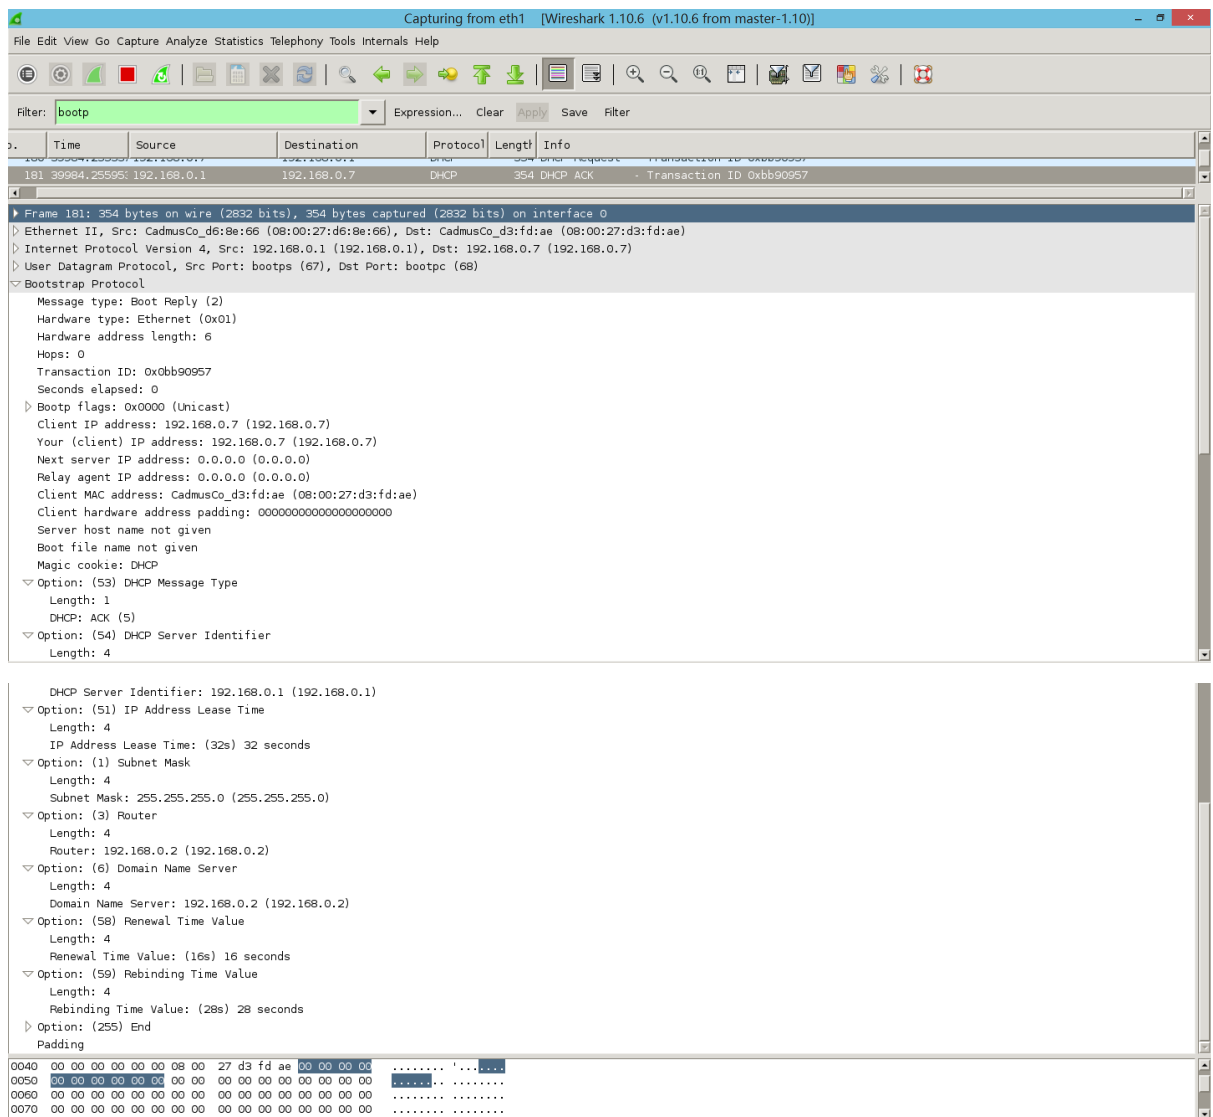 Capturing from eth1    [Wireshark 1.10.6  (v1.10.6 from master-1.10)]
File Edit View Go Capture Analyze Statistics Telephony Tools Internals Help
Filter: bootp Expression... Clear Apply Save Filter
Time Source Destination Protocol Length Info
181 39984.25595 192.168.0.1 192.168.0.7 DHCP 354 DHCP ACK - Transaction ID 0xbb90957
Frame 181: 354 bytes on wire (2832 bits), 354 bytes captured (2832 bits) on interface 0
Ethernet II, Src: CadmusCo_d6:8e:66 (08:00:27:d6:8e:66), Dst: CadmusCo_d3:fd:ae (08:00:27:d3:fd:ae)
Internet Protocol Version 4, Src: 192.168.0.1 (192.168.0.1), Dst: 192.168.0.7 (192.168.0.7)
User Datagram Protocol, Src Port: bootps (67), Dst Port: bootpc (68)
Bootstrap Protocol
Message type: Boot Reply (2)
Hardware type: Ethernet (0x01)
Hardware address length: 6
Hops: 0
Transaction ID: 0x0bb90957
Seconds elapsed: 0
Bootp flags: 0x0000 (Unicast)
Client IP address: 192.168.0.7 (192.168.0.7)
Your (client) IP address: 192.168.0.7 (192.168.0.7)
Next server IP address: 0.0.0.0 (0.0.0.0)
Relay agent IP address: 0.0.0.0 (0.0.0.0)
Client MAC address: CadmusCo_d3:fd:ae (08:00:27:d3:fd:ae)
Client hardware address padding: 00000000000000000000
Server host name not given
Boot file name not given
Magic cookie: DHCP
Option: (53) DHCP Message Type
Length: 1
DHCP: ACK (5)
Option: (54) DHCP Server Identifier
Length: 4
DHCP Server Identifier: 192.168.0.1 (192.168.0.1)
Option: (51) IP Address Lease Time
Length: 4
IP Address Lease Time: (32s) 32 seconds
Option: (1) Subnet Mask
Length: 4
Subnet Mask: 255.255.255.0 (255.255.255.0)
Option: (3) Router
Length: 4
Router: 192.168.0.2 (192.168.0.2)
Option: (6) Domain Name Server
Length: 4
Domain Name Server: 192.168.0.2 (192.168.0.2)
Option: (58) Renewal Time Value
Length: 4
Renewal Time Value: (16s) 16 seconds
Option: (59) Rebinding Time Value
Length: 4
Rebinding Time Value: (28s) 28 seconds
Option: (255) End
Padding
0040 00 00 00 00 00 00 08 00 27 d3 fd ae 00 00 00 00 ........ '.......
0050 00 00 00 00 00 00 00 00 00 00 00 00 00 00 00 00 ........ ........
0060 00 00 00 00 00 00 00 00 00 00 00 00 00 00 00 00 ........ ........
0070 00 00 00 00 00 00 00 00 00 00 00 00 00 00 00 00 ........ ........